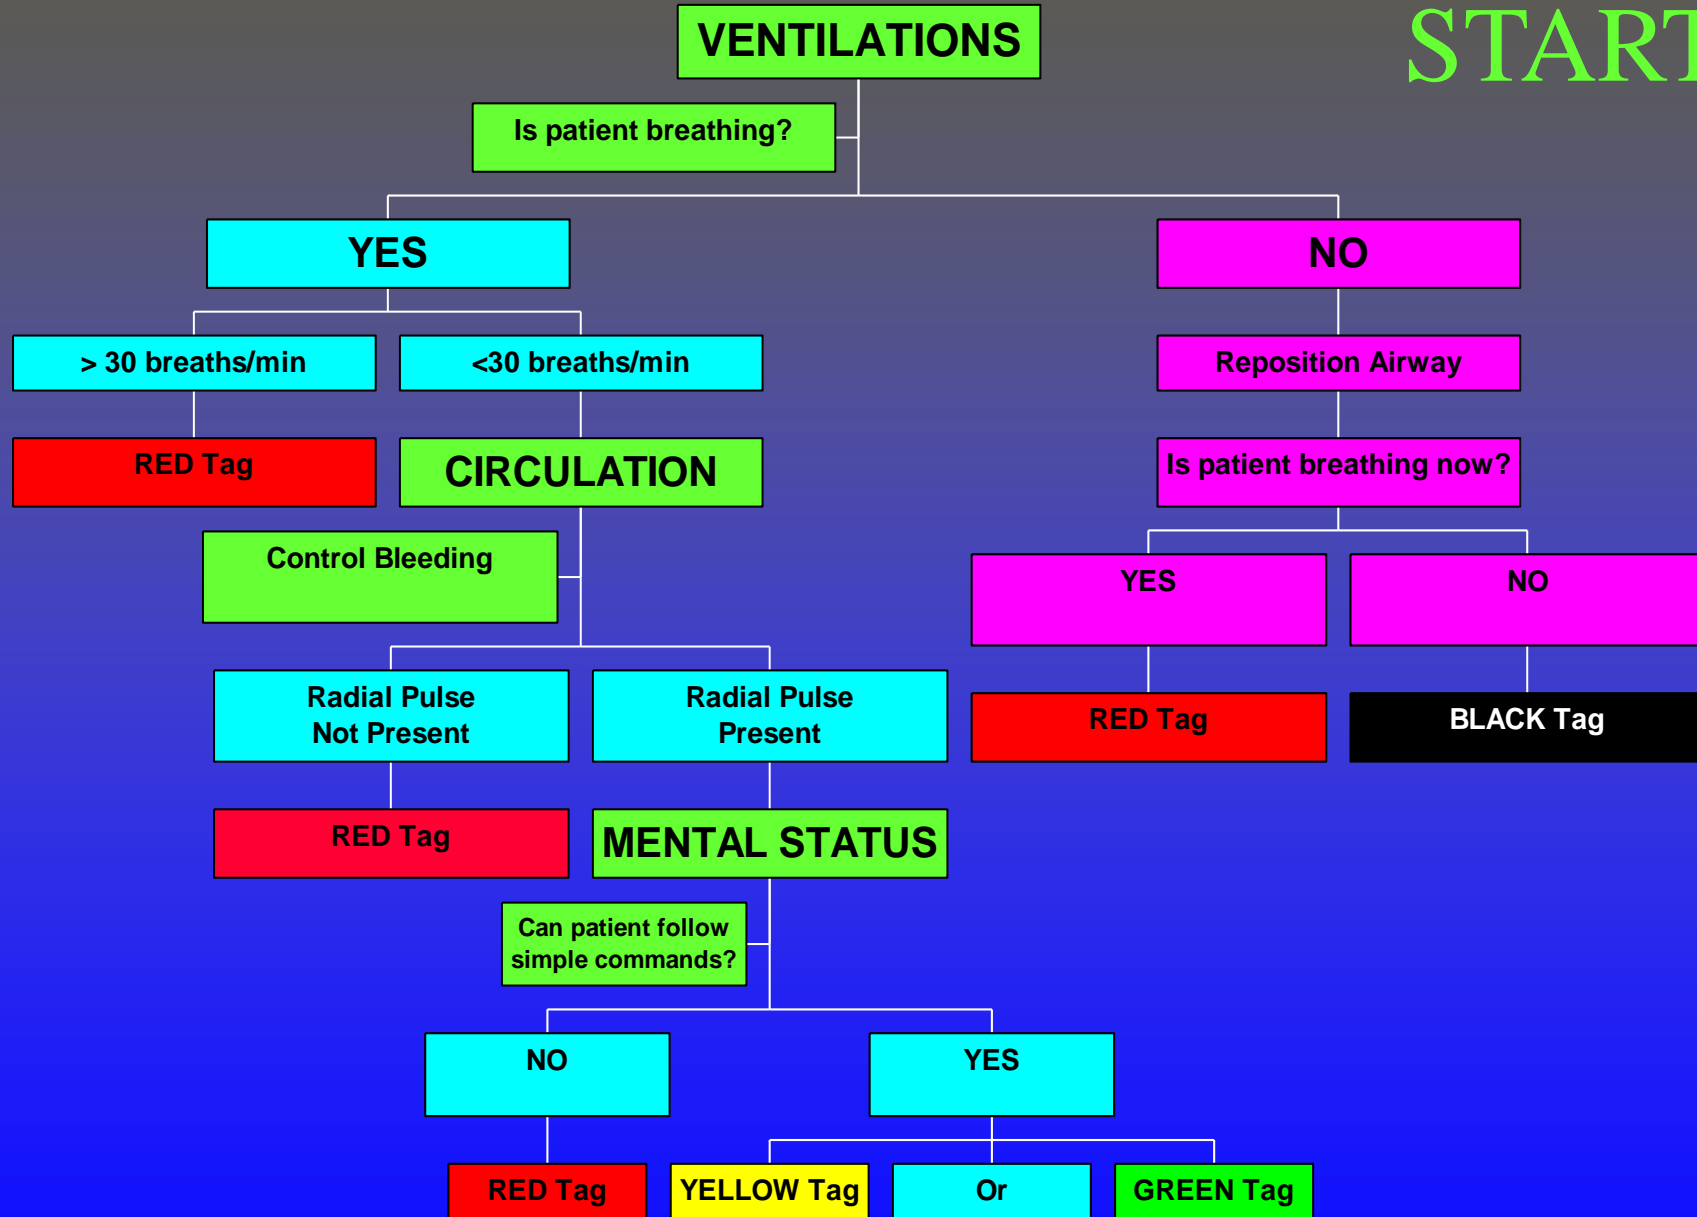 START
VENTILATIONS
Is patient breathing?
YES
NO
> 30 breaths/min
<30 breaths/min
Reposition Airway
RED Tag
CIRCULATION
Is patient breathing now?
Control Bleeding
YES
NO
Radial Pulse
Not Present
Radial Pulse
Present
RED Tag
BLACK Tag
RED Tag
MENTAL STATUS
Can patient follow
simple commands?
NO
YES
RED Tag
YELLOW Tag
Or
GREEN Tag